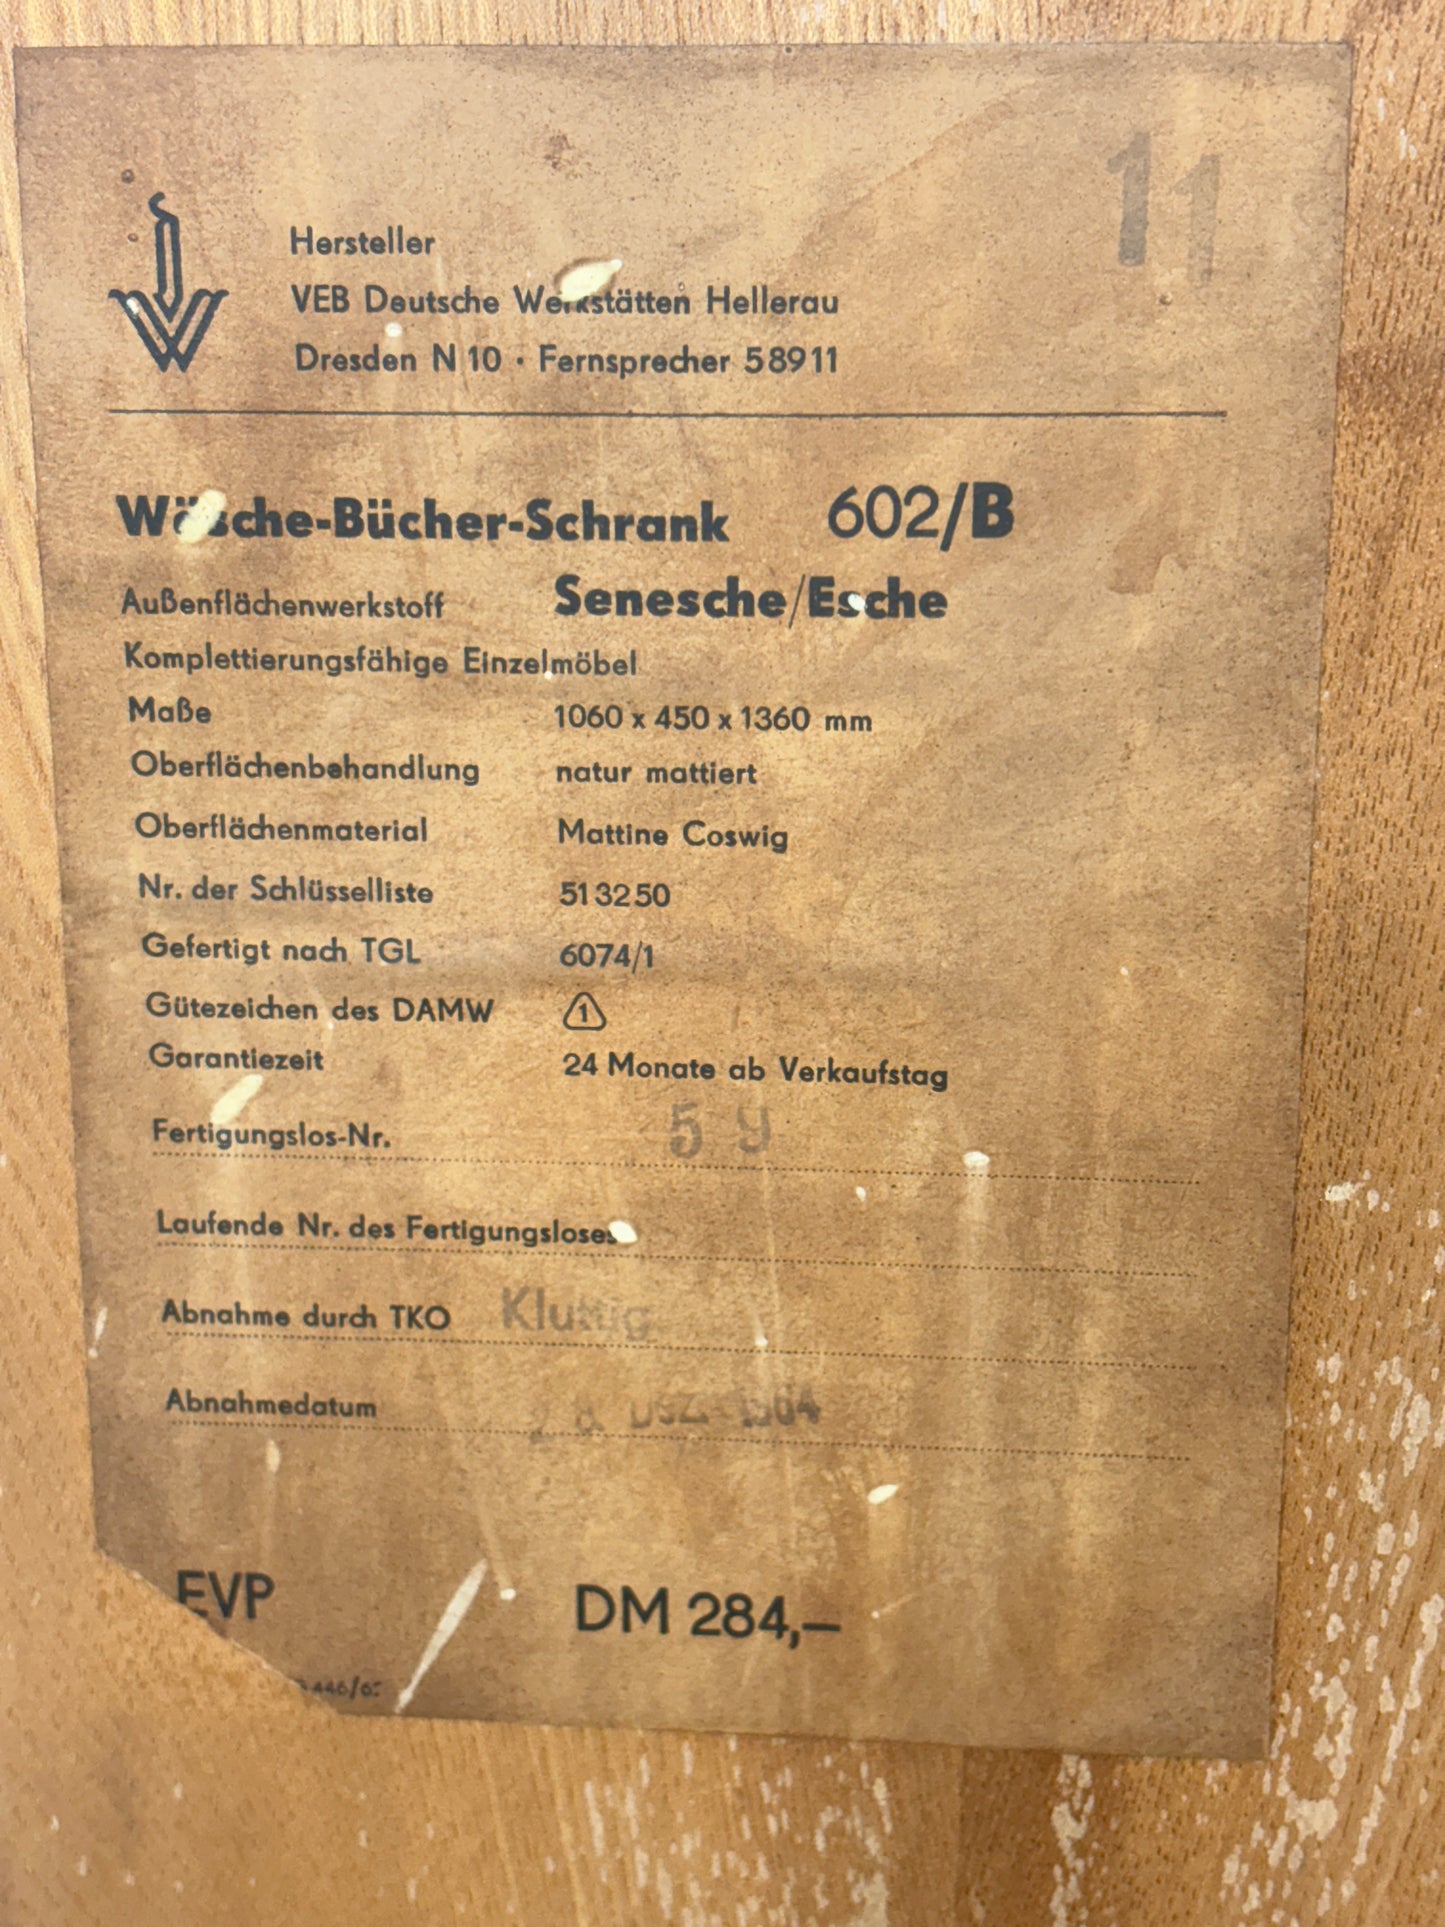 11
Hersteller
VEB Deutsche Werkstätten Hellerau
Dresden N 10 · Fernsprecher 58911
Wäsche-Bücher-Schrank 602/B
Außenflächenwerkstoff Senesche/Esche
Komplettierungsfähige Einzelmöbel
Maße 1060 x 450 x 1360 mm
Oberflächenbehandlung natur mattiert
Oberflächenmaterial Mattine Coswig
Nr. der Schlüsselliste 513250
Gefertigt nach TGL 6074/1
Gütezeichen des DAMW 1
Garantiezeit 24 Monate ab Verkaufstag
Fertigungslos-Nr. 59
Laufende Nr. des Fertigungsloses
Abnahme durch TKO
Abnahmedatum 28. DEZ. 1964
EVP DM 284,–